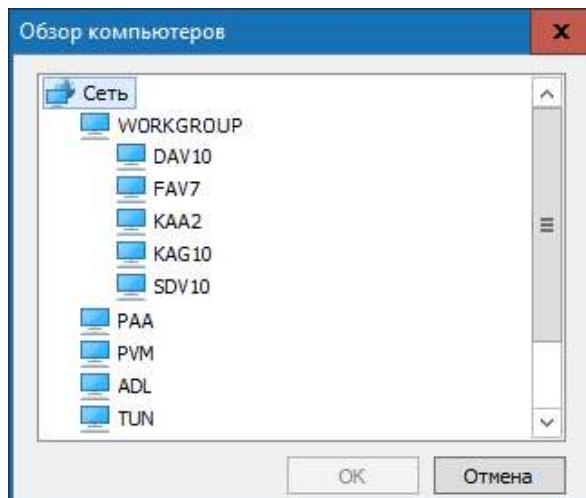 Обзор компьютеров
Сеть
WORKGROUP
DAV10
FAV7
KAA2
KAG10
SDV10
PAA
PVM
ADL
TUN
OK Отмена